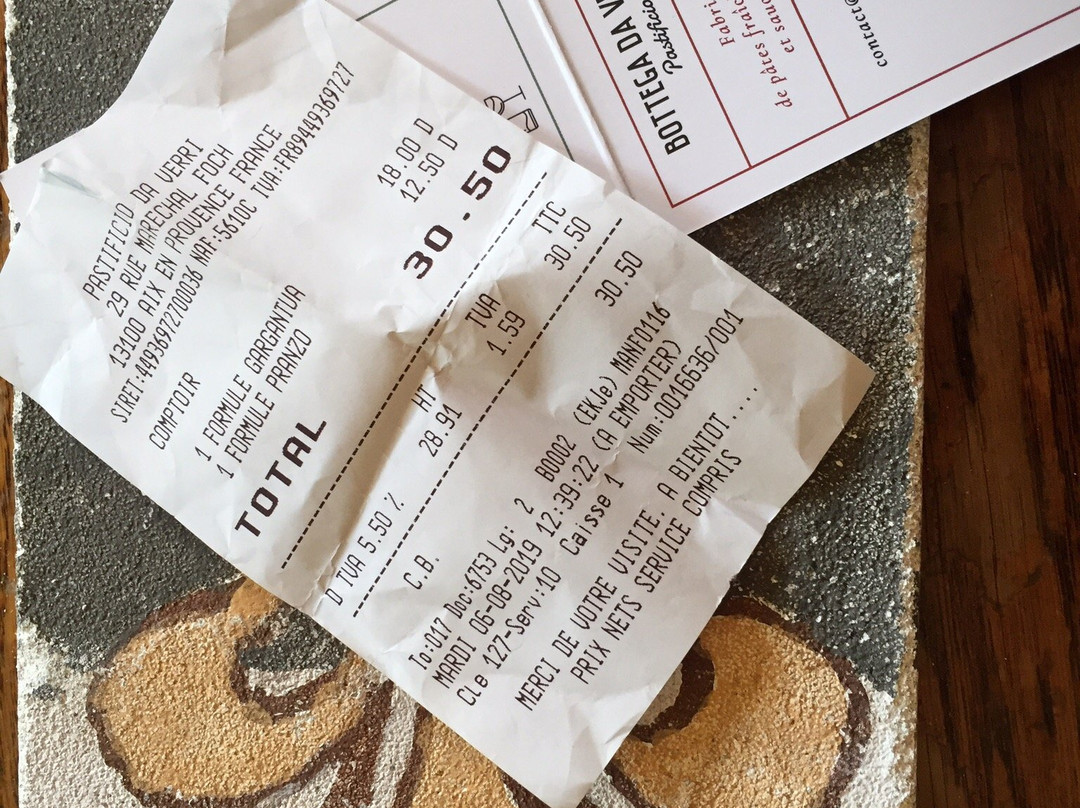 PASTIFICIO DA VERRI
29 RUE MARECHAL FOCH
13100 AIX EN PROVENCE FRANCE
SIRET:44936972700036 NAF:5610C TVA:FR89449369727
COMPTOIR
1 FORMULE GARGANTUA 18.00 D
1 FORMULE PRANZO 12.50 D
TOTAL 30.50
HT TVA TTC
D TVA 5.50 % 28.91 1.59 30.50
C.B. 30.50
To:017 Doc:6753 Lg: 2 B0002 (EKJe) MANF0116
MARDI 06-08-2019 12:39:22 (A EMPORTER)
Cle 127-Serv:10 Caisse 1 Num:0016636/001
MERCI DE VOTRE VISITE. A BIENTOT....
PRIX NETS SERVICE COMPRIS
BOTTEGA DA
Pastificio
de pâtes fraîc
et sauc
contact@